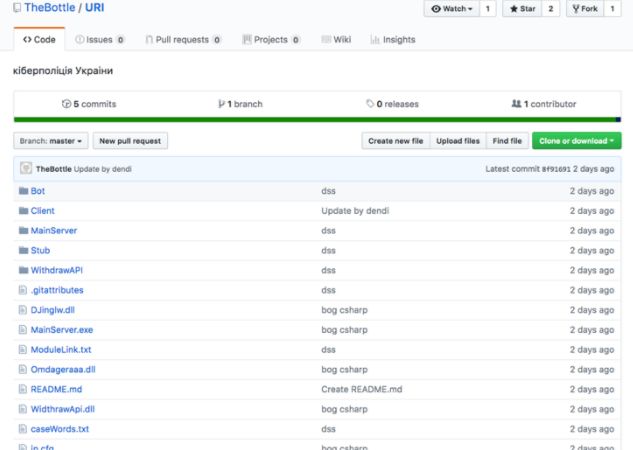 TheBottle / URI
Watch 1 Star 2 Fork 1
Code Issues 0 Pull requests 0 Projects 0 Wiki Insights
кіберполіція України
5 commits 1 branch 0 releases 1 contributor
Branch: master New pull request Create new file Upload files Find file Clone or download
TheBottle Update by dendi Latest commit 8f91691 2 days ago
Bot dss 2 days ago
Client Update by dendi 2 days ago
MainServer dss 2 days ago
Stub dss 2 days ago
WithdrawAPI dss 2 days ago
.gitattributes dss 2 days ago
DJinglw.dll bog csharp 2 days ago
MainServer.exe bog csharp 2 days ago
ModuleLink.txt dss 2 days ago
Omdageraaa.dll bog csharp 2 days ago
README.md Create README.md 2 days ago
WidthrawApi.dll bog csharp 2 days ago
caseWords.txt dss 2 days ago
ip.cfg bog csharp 2 days ago